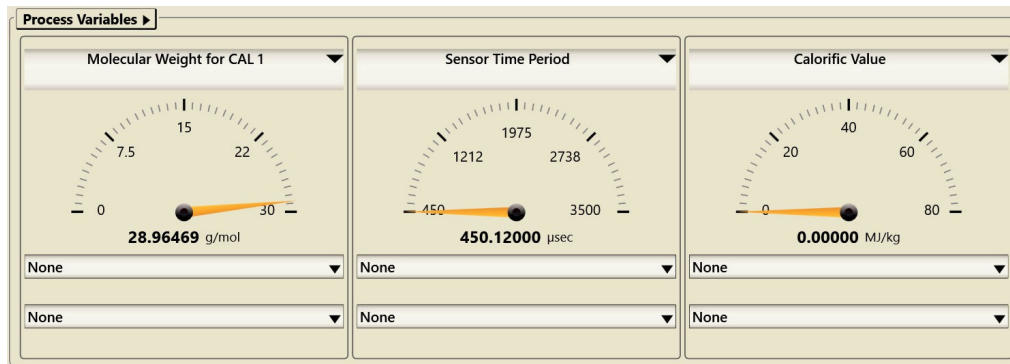 Process Variables
Molecular Weight for CAL 1
0
7.5
15
22
30
28.96469 g/mol
None
None
Sensor Time Period
450
1212
1975
2738
3500
450.12000 µsec
None
None
Calorific Value
0
20
40
60
80
0.00000 MJ/kg
None
None